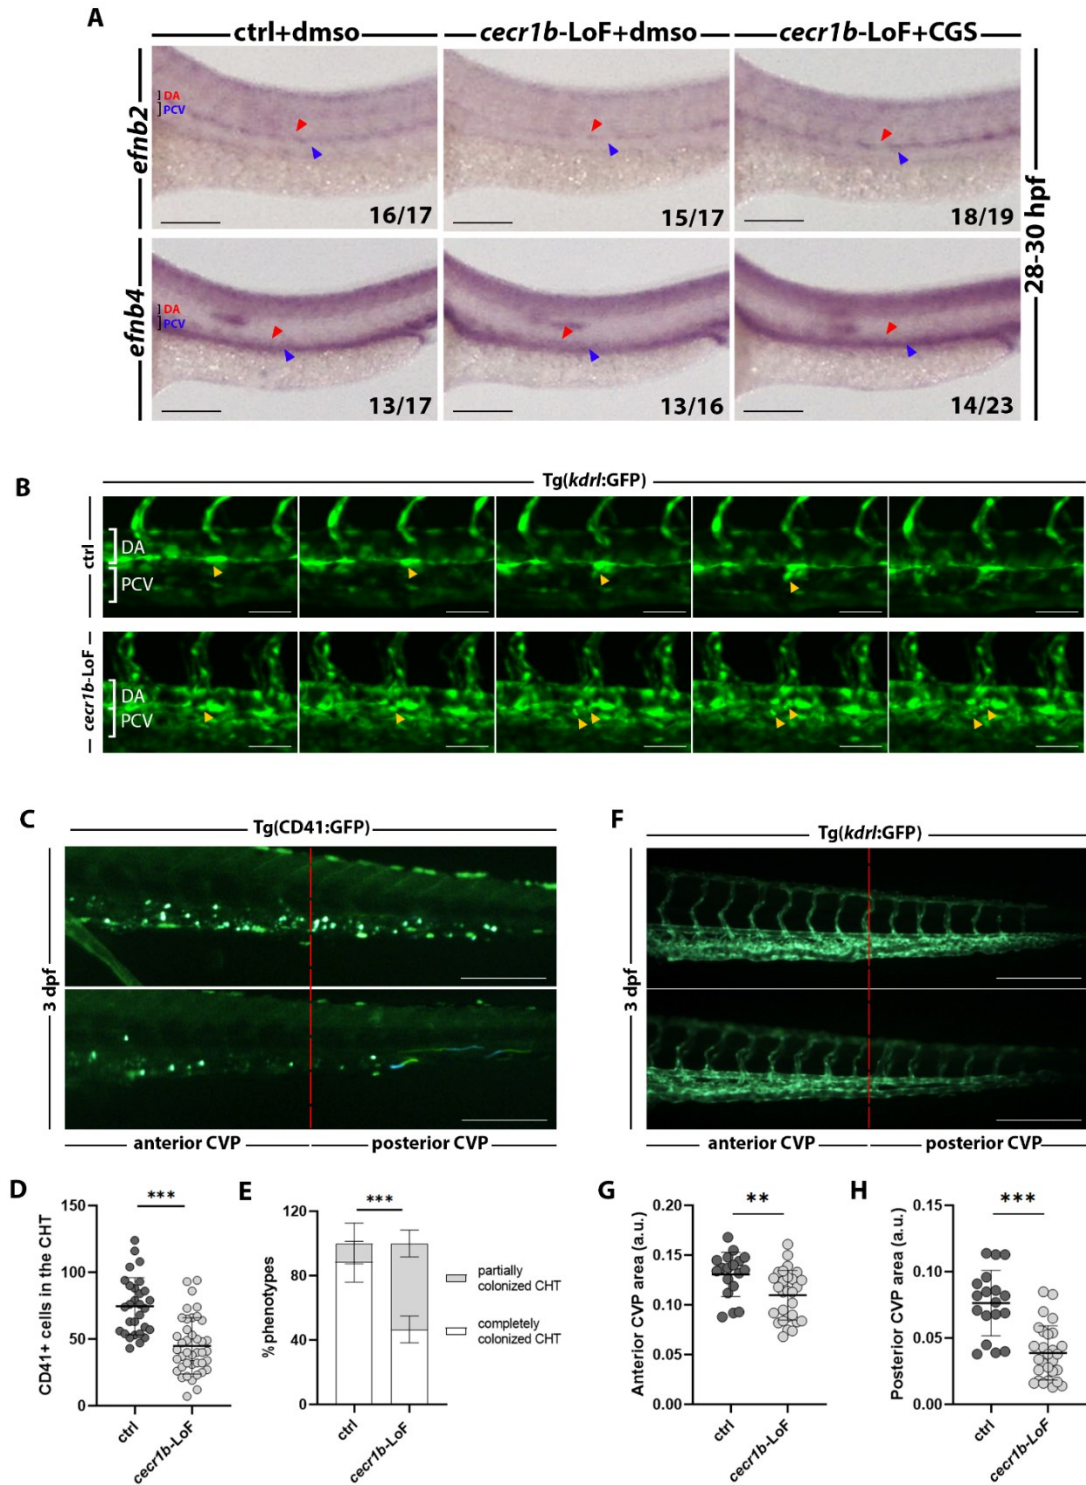 A
ctrl+dmso
cecr1b-LoF+dmso
cecr1b-LoF+CGS
efnb2
DA
PCV
16/17
15/17
18/19
efnb4
DA
PCV
13/17
13/16
14/23
28-30 hpf
B
Tg(kdrl:GFP)
ctrl
DA
PCV
cecr1b-LoF
DA
PCV
C
Tg(CD41:GFP)
3 dpf
anterior CVP
posterior CVP
F
Tg(kdrl:GFP)
3 dpf
anterior CVP
posterior CVP
D
CD41+ cells in the CHT
150
100
50
0
***
ctrl
cecr1b-LoF
E
%phenotypes
120
80
40
0
***
ctrl
cecr1b-LoF
partially
colonized CHT
completely
colonized CHT
G
Anterior CVP area (a.u.)
0.20
0.15
0.10
0.05
0.00
**
ctrl
cecr1b-LoF
H
Posterior CVP area (a.u.)
0.15
0.10
0.05
0.00
***
ctrl
cecr1b-LoF